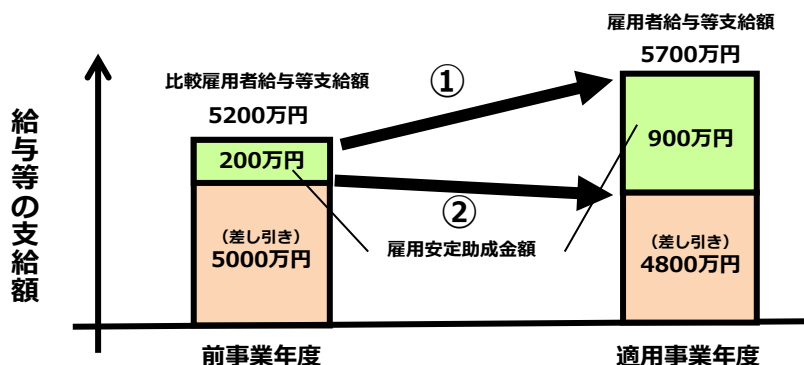 給与等の支給額
比較雇用者給与等支給額
5200万円
200万円
（差し引き）
5000万円
前事業年度
①
②
雇用安定助成金額
雇用者給与等支給額
5700万円
900万円
（差し引き）
4800万円
適用事業年度